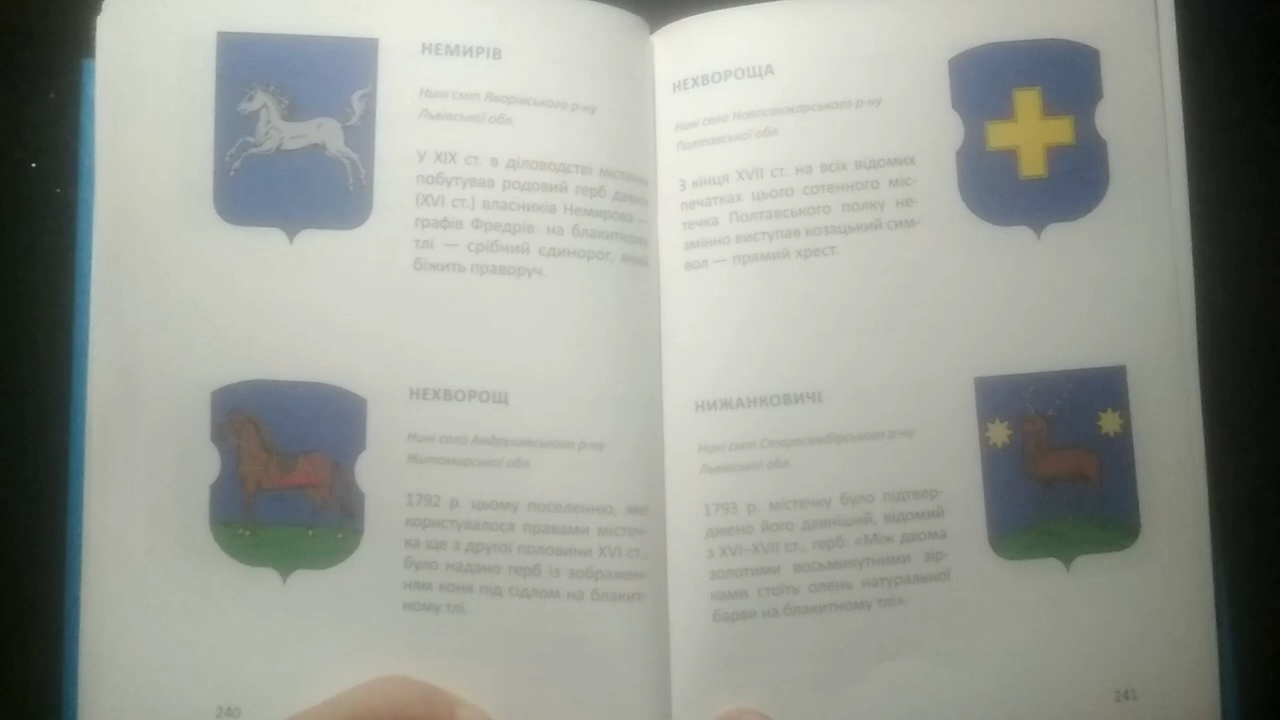 НЕМИРІВ
Нині смт Яворівського р-ну
Львівської обл.
У XIX ст. в діловодстві містечка
побутував родовий герб давніх
(XVI ст.) власників Немирова —
графів Фредрів: на блакитному
тлі — срібний єдиноріг, який
біжить праворуч.
НЕХВОРОЩ
Нині село Андрушівського р-ну
Житомирської обл.
1792 р. цьому поселенню, яке
користувалося правами містеч-
ка ще з другої половини XVI ст.,
було надано герб із зображен-
ням коня під сідлом на блакит-
ному тлі.
240
НЕХВОРОЩА
Нині село Новосанжарського р-ну
Полтавської обл.
З кінця XVII ст. на всіх відомих
печатках цього сотенного міс-
течка Полтавського полку не-
змінно виступав козацький сим-
вол — прямий хрест.
НИЖАНКОВИЧІ
Нині смт Старосамбірського р-ну
Львівської обл.
1793 р. містечку було підтвер-
джено його давніший, відомий
з XVI–XVII ст., герб: «Між двома
золотими восьмикутними зір-
ками стоїть олень натуральної
барви на блакитному тлі».
241